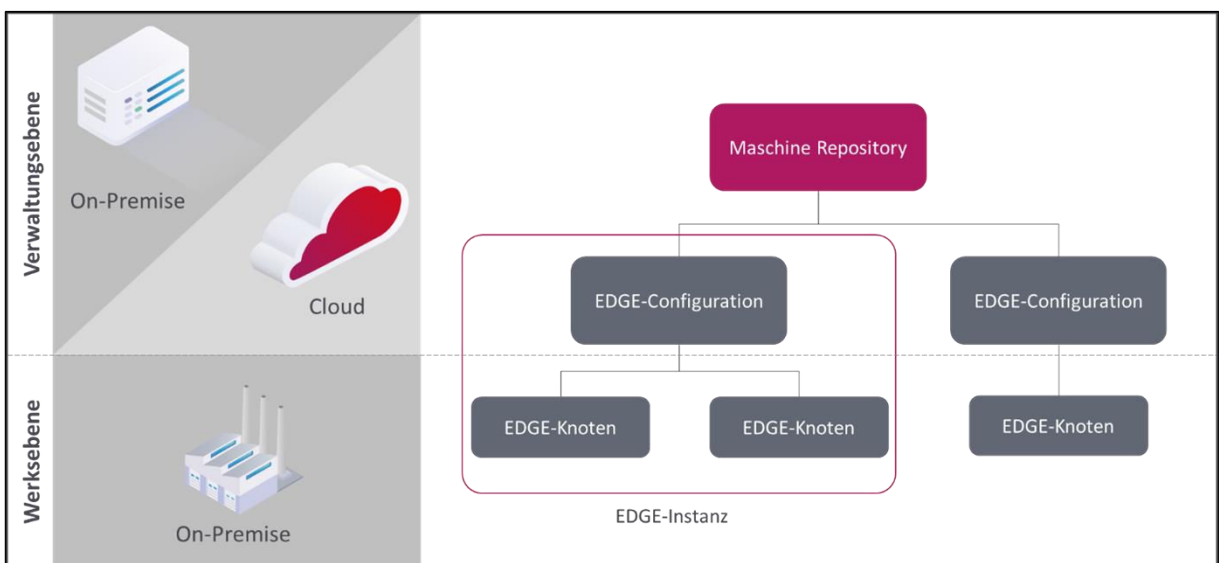 Verwaltungsebene
On-Premise
Cloud
Maschine Repository
EDGE-Configuration
EDGE-Configuration
Werksebene
On-Premise
EDGE-Knoten
EDGE-Knoten
EDGE-Knoten
EDGE-Instanz